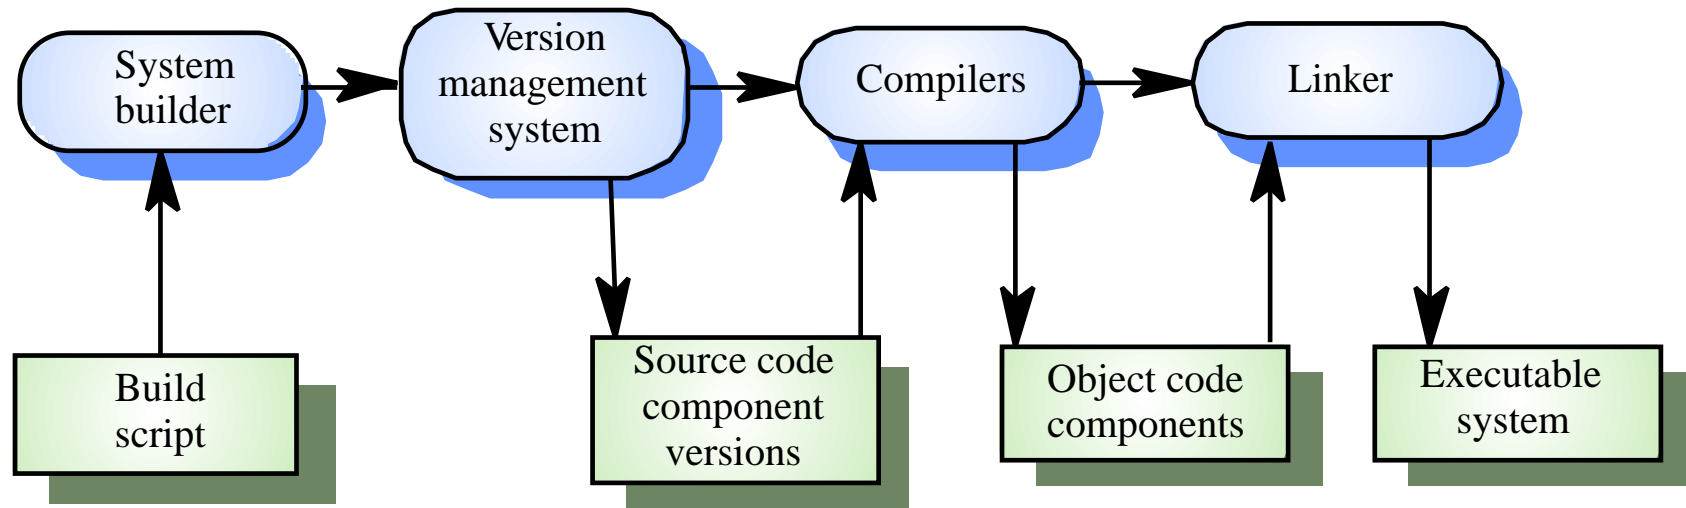 System
builder
Version
management
system
Compilers
Linker
Build
script
Source code
component
versions
Object code
components
Executable
system